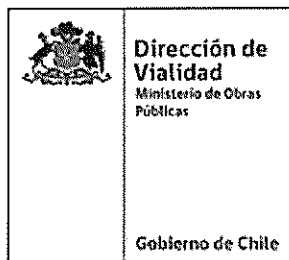 Dirección de
Vialidad
Ministerio de Obras
Públicas
Gobierno de Chile